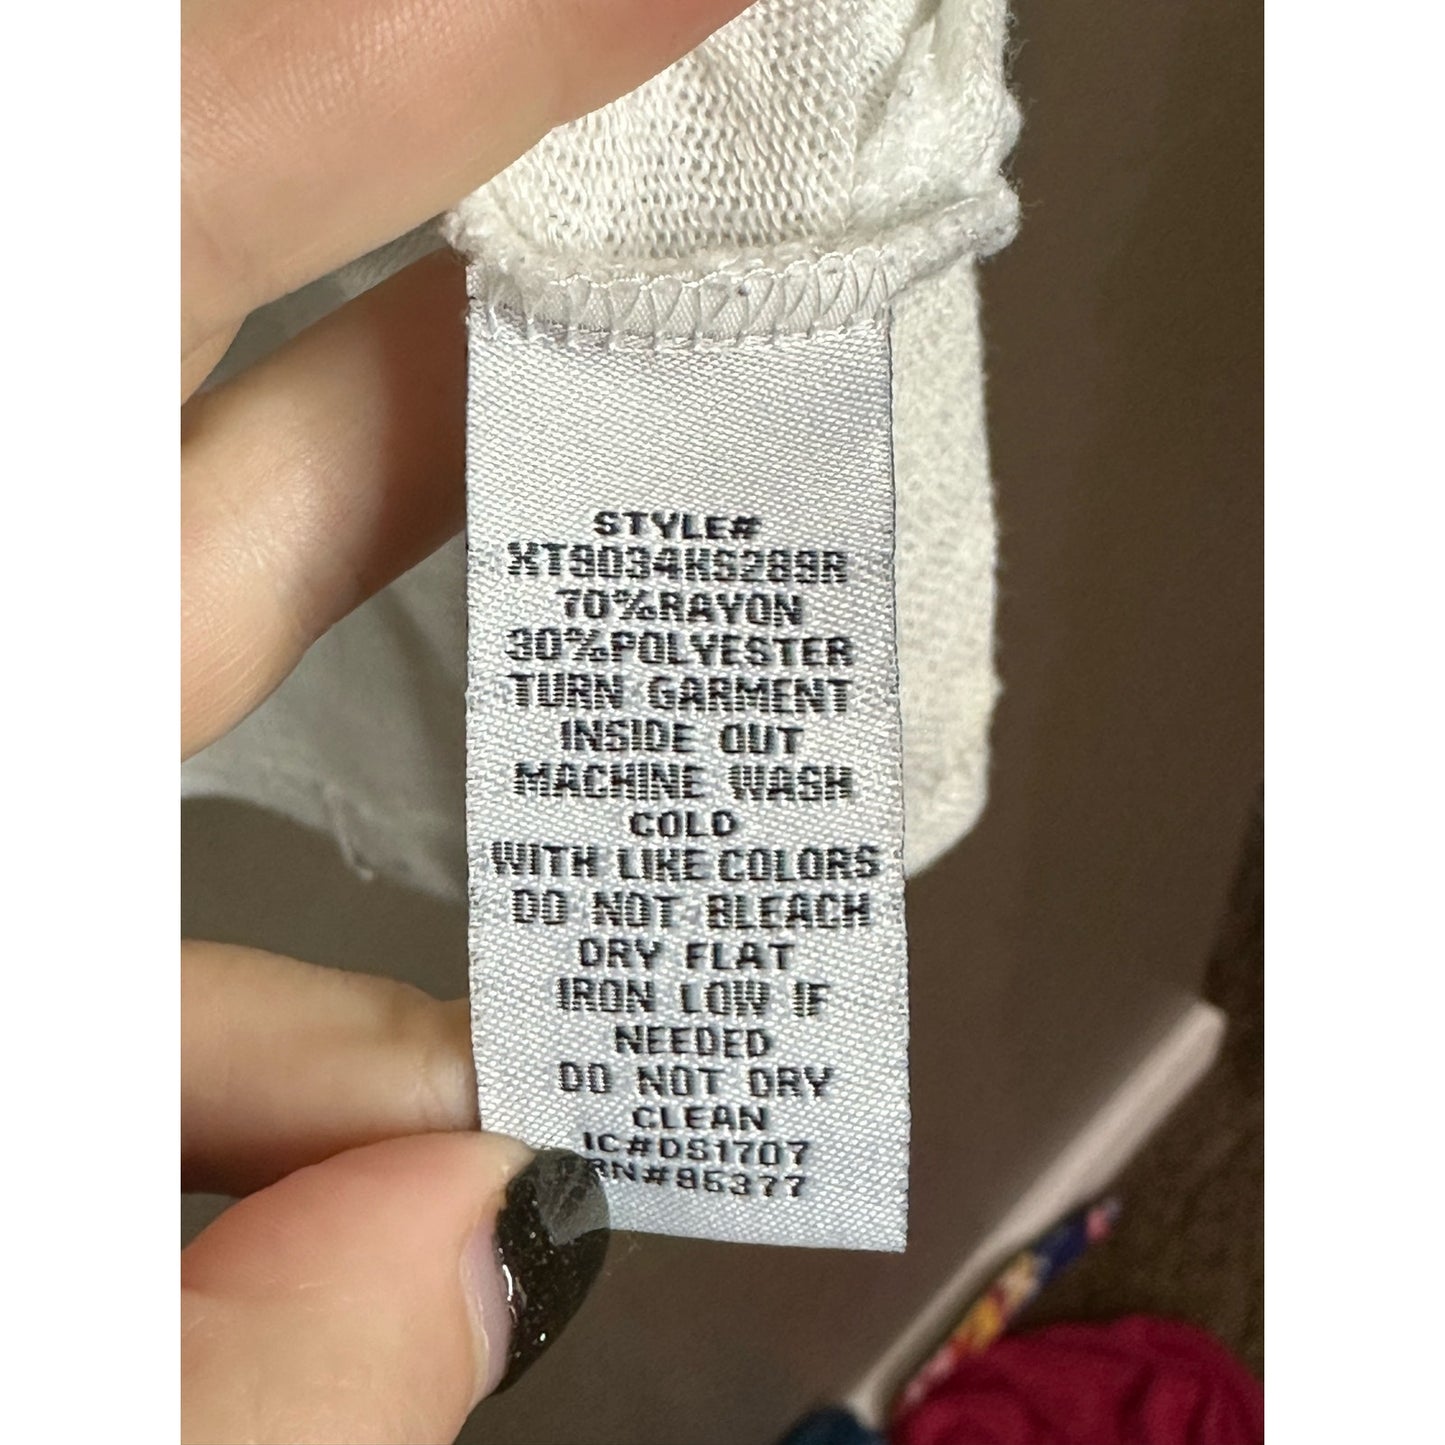 STYLE#
XT9034KS289R
70%RAYON
30%POLYESTER
TURN GARMENT
INSIDE OUT
MACHINE WASH
COLD
WITH LIKE COLORS
DO NOT BLEACH
DRY FLAT
IRON LOW IF
NEEDED
DO NOT DRY
CLEAN
IC#DS1707
RN#85377